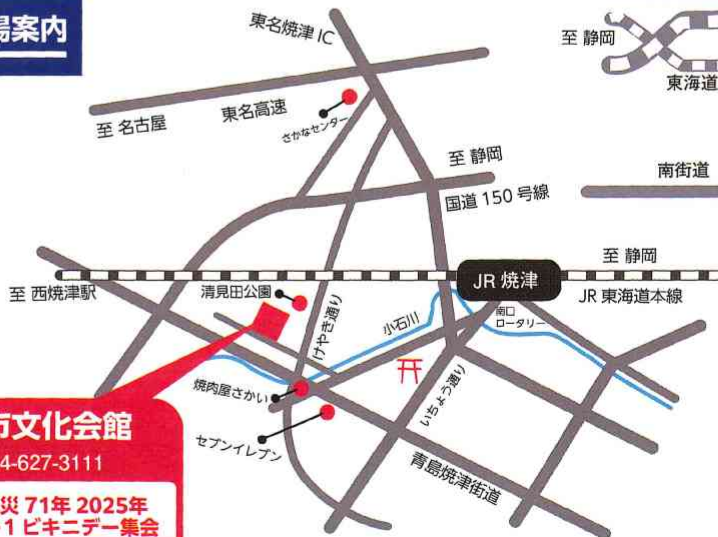 場案内
東名焼津IC
至 静岡
東海道
至 名古屋
東名高速
さかなセンター
至 静岡
国道150号線
南街道
至 静岡
至 西焼津駅
清見田公園
JR 焼津
JR 東海道本線
南口
ロータリー
けやき通り
小石川
焼肉屋さかい
いちょう通り
セブンイレブン
青島焼津街道
市文化会館
4-627-3111
災 71年 2025年
1 ビキニデー集会